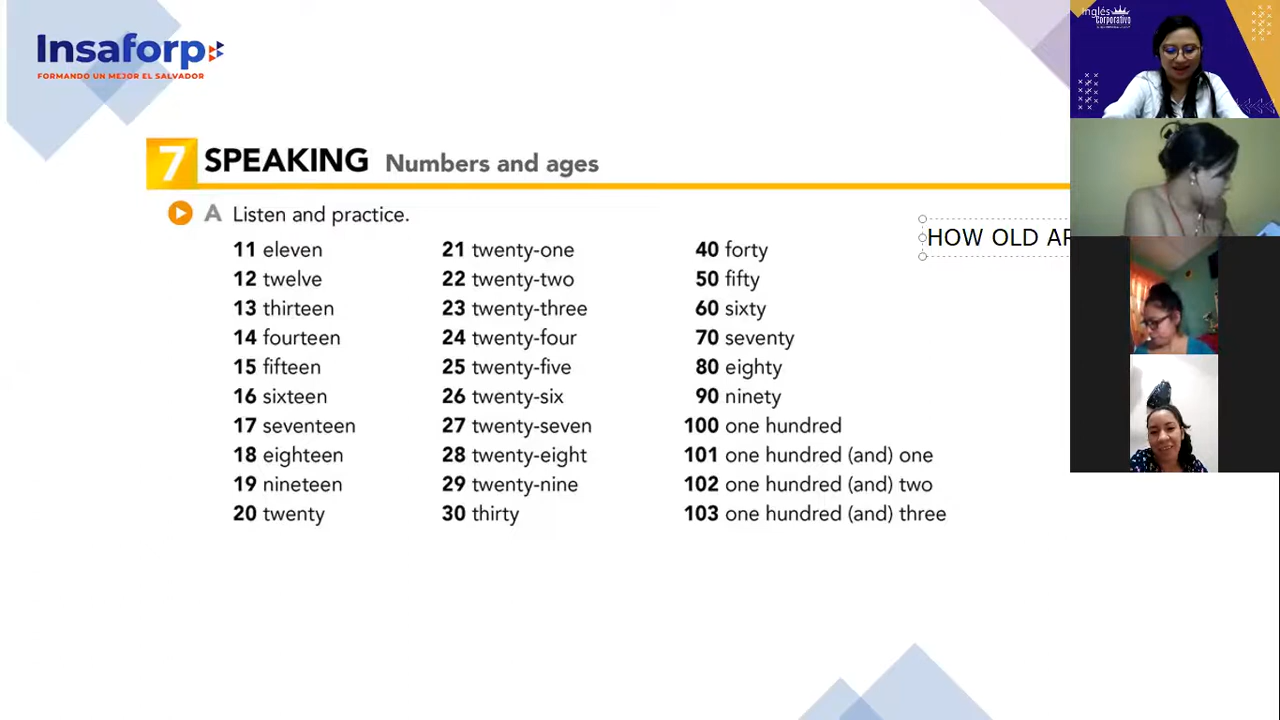 Insaforp
FORMANDO UN MEJOR EL SALVADOR
7 SPEAKING Numbers and ages
A Listen and practice.
11 eleven
12 twelve
13 thirteen
14 fourteen
15 fifteen
16 sixteen
17 seventeen
18 eighteen
19 nineteen
20 twenty
21 twenty-one
22 twenty-two
23 twenty-three
24 twenty-four
25 twenty-five
26 twenty-six
27 twenty-seven
28 twenty-eight
29 twenty-nine
30 thirty
40 forty
50 fifty
60 sixty
70 seventy
80 eighty
90 ninety
100 one hundred
101 one hundred (and) one
102 one hundred (and) two
103 one hundred (and) three
HOW OLD AR
inglés
corporativo